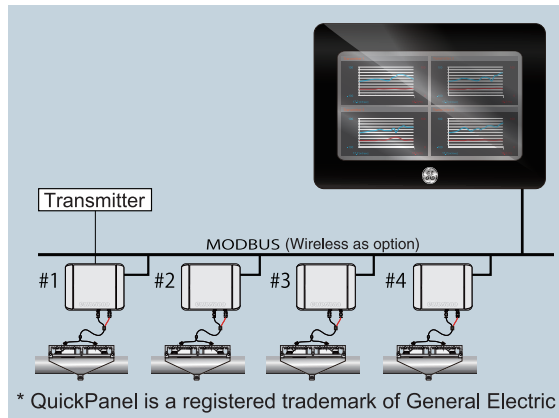 Transmitter
MODBUS (Wireless as option)
#1
#2
#3
#4
* QuickPanel is a registered trademark of General Electric